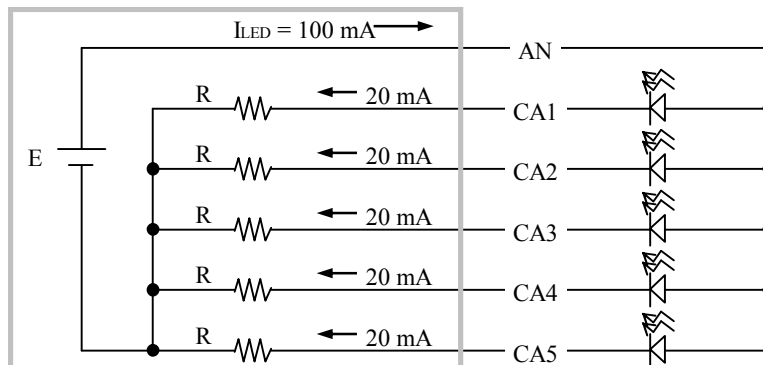 ILED = 100 mA AN
R 20 mA CA1
E
R 20 mA CA2
R 20 mA CA3
R 20 mA CA4
R 20 mA CA5